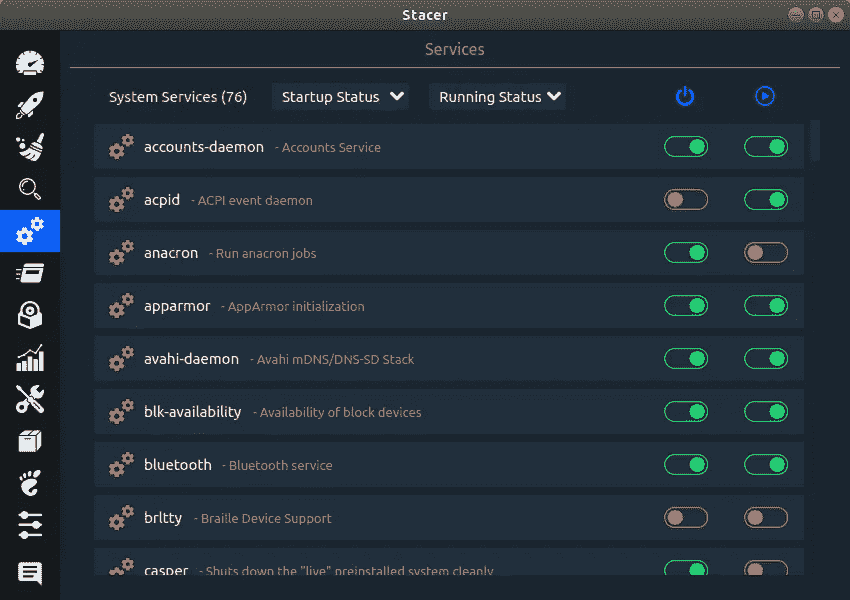 Stacer
Services
System Services (76) Startup Status Running Status
accounts-daemon - Accounts Service
acpid - ACPI event daemon
anacron - Run anacron jobs
apparmor - AppArmor initialization
avahi-daemon - Avahi mDNS/DNS-SD Stack
blk-availability - Availability of block devices
bluetooth - Bluetooth service
brltty - Braille Device Support
casper - Shuts down the "live" preinstalled system cleanly